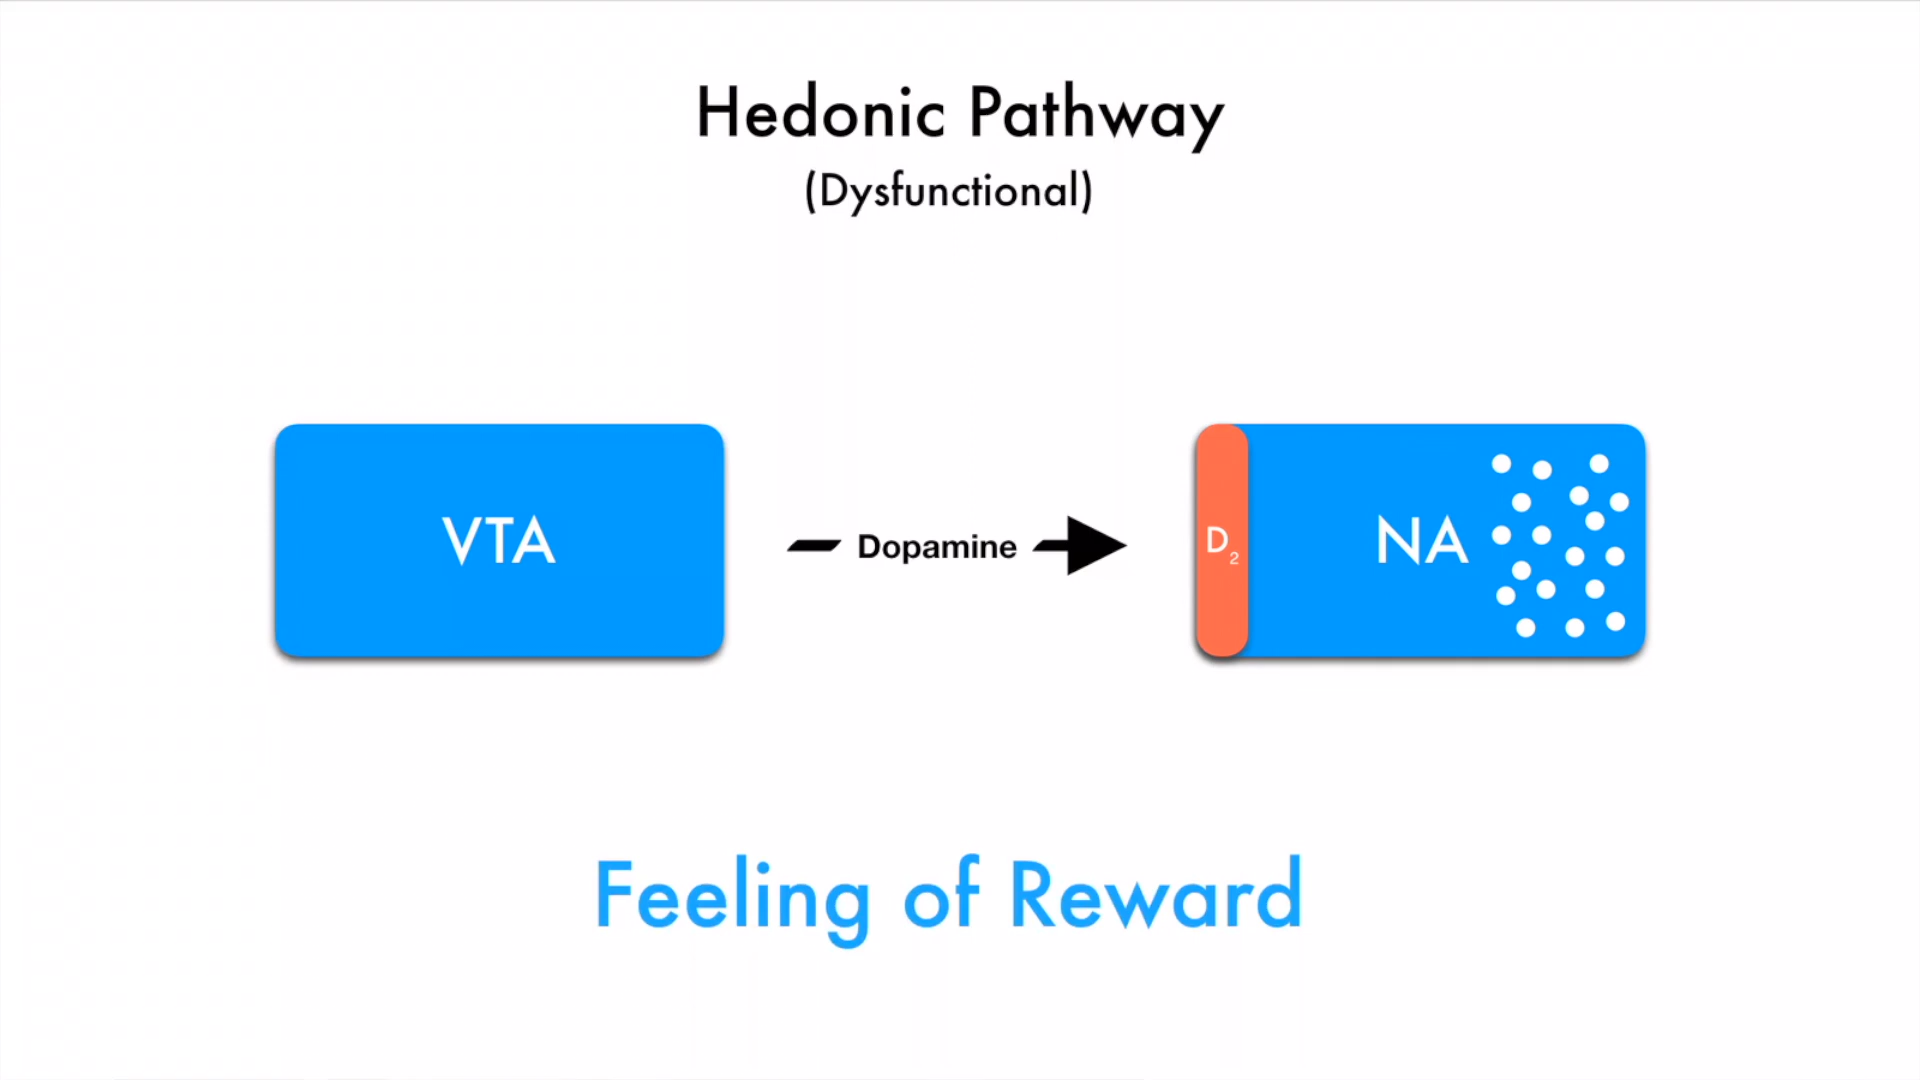 Hedonic Pathway
(Dysfunctional)
VTA
Dopamine
D₂
NA
Feeling of Reward